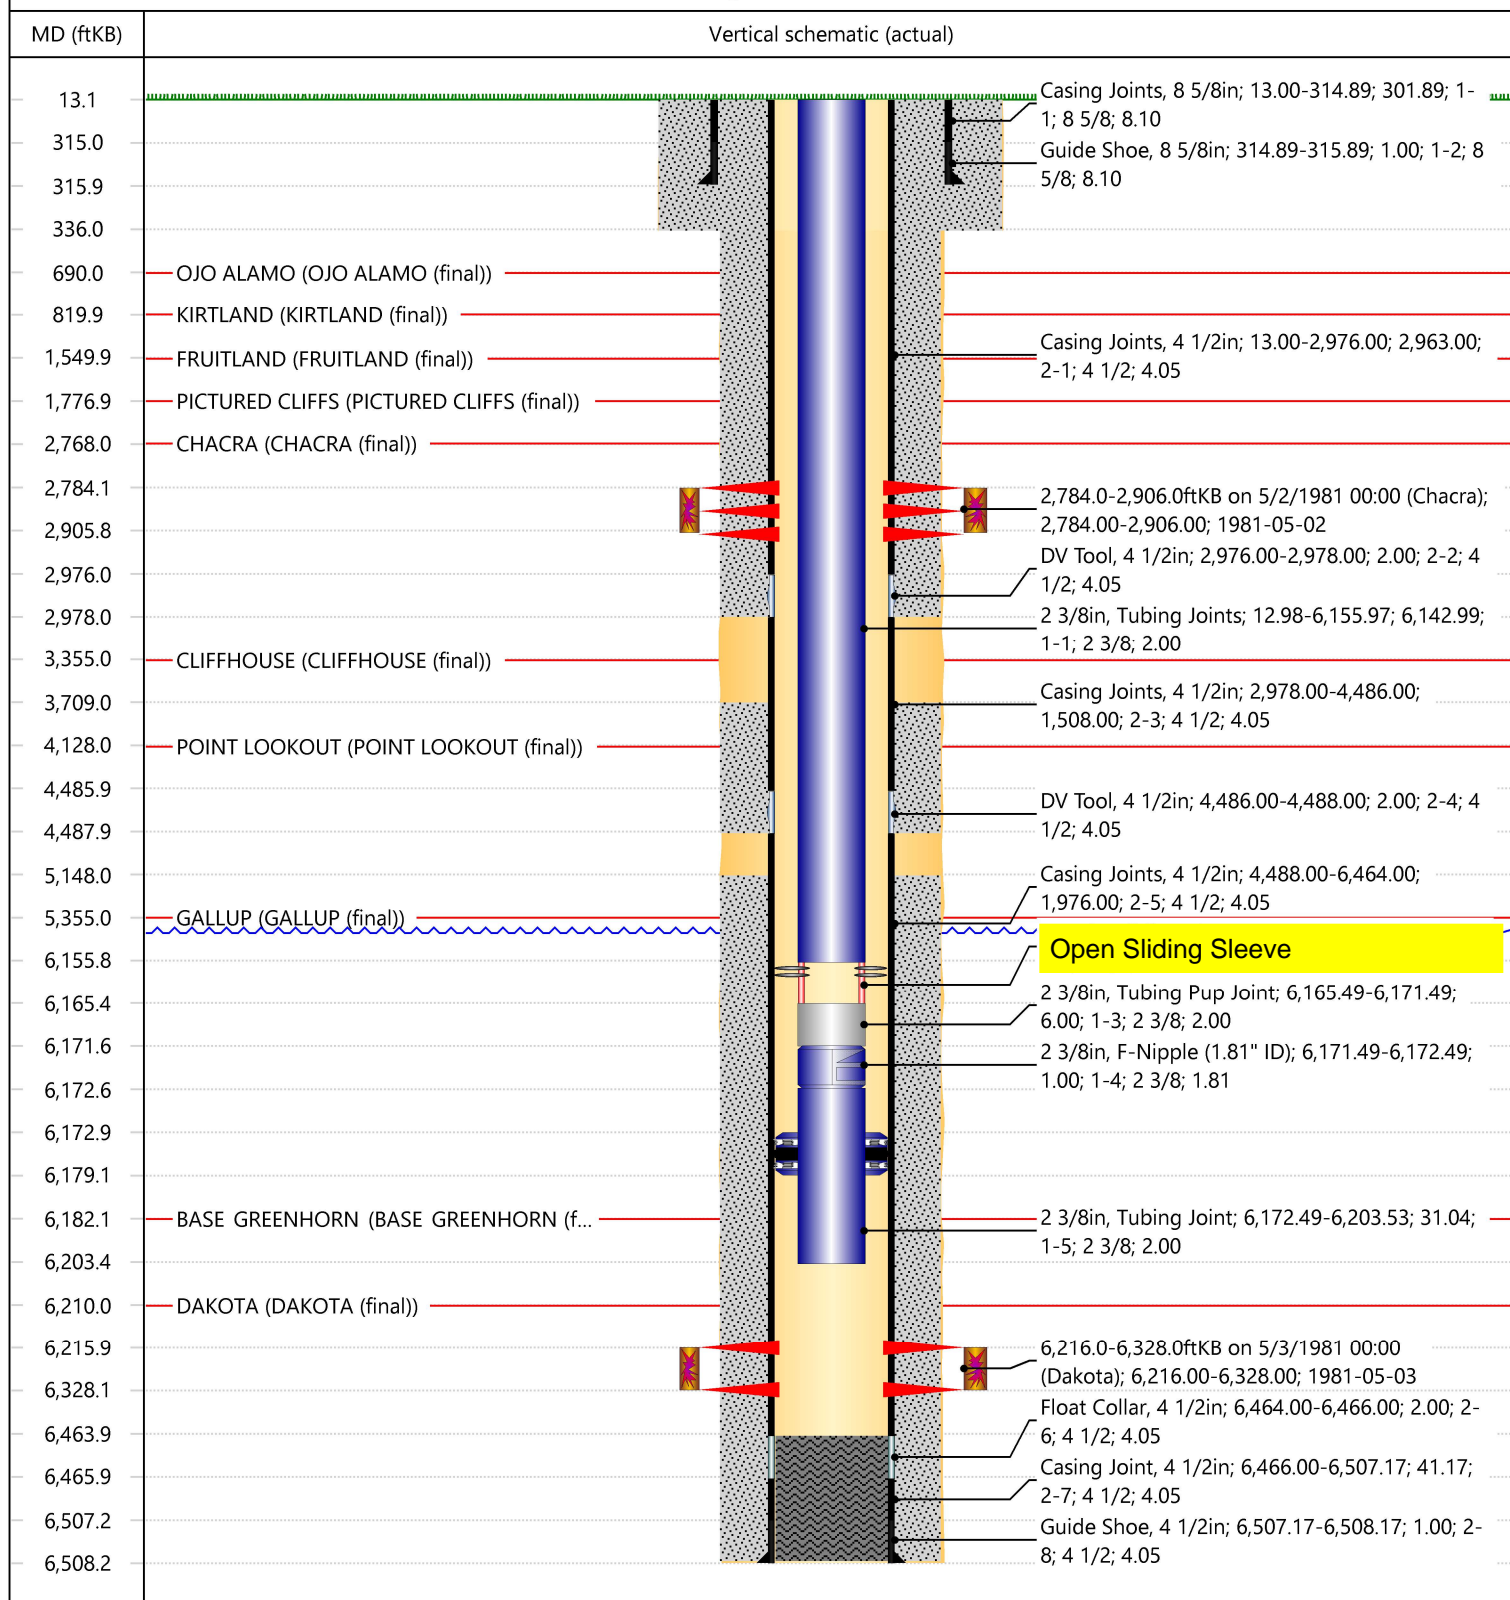 MD (ftKB)
Vertical schematic (actual)
13.1
315.0
315.9
336.0
690.0
819.9
1,549.9
1,776.9
2,768.0
2,784.1
2,905.8
2,976.0
2,978.0
3,355.0
3,709.0
4,128.0
4,485.9
4,487.9
5,148.0
5,355.0
6,155.8
6,165.4
6,171.6
6,172.6
6,172.9
6,179.1
6,182.1
6,203.4
6,210.0
6,215.9
6,328.1
6,463.9
6,465.9
6,507.2
6,508.2
OJO ALAMO (OJO ALAMO (final))
KIRTLAND (KIRTLAND (final))
FRUITLAND (FRUITLAND (final))
PICTURED CLIFFS (PICTURED CLIFFS (final))
CHACRA (CHACRA (final))
CLIFFHOUSE (CLIFFHOUSE (final))
POINT LOOKOUT (POINT LOOKOUT (final))
GALLUP (GALLUP (final))
BASE GREENHORN (BASE GREENHORN (f...
DAKOTA (DAKOTA (final))
Casing Joints, 8 5/8in; 13.00-314.89; 301.89; 1-
1; 8 5/8; 8.10
Guide Shoe, 8 5/8in; 314.89-315.89; 1.00; 1-2; 8
5/8; 8.10
Casing Joints, 4 1/2in; 13.00-2,976.00; 2,963.00;
2-1; 4 1/2; 4.05
2,784.0-2,906.0ftKB on 5/2/1981 00:00 (Chacra);
2,784.00-2,906.00; 1981-05-02
DV Tool, 4 1/2in; 2,976.00-2,978.00; 2.00; 2-2; 4
1/2; 4.05
2 3/8in, Tubing Joints; 12.98-6,155.97; 6,142.99;
1-1; 2 3/8; 2.00
Casing Joints, 4 1/2in; 2,978.00-4,486.00;
1,508.00; 2-3; 4 1/2; 4.05
DV Tool, 4 1/2in; 4,486.00-4,488.00; 2.00; 2-4; 4
1/2; 4.05
Casing Joints, 4 1/2in; 4,488.00-6,464.00;
1,976.00; 2-5; 4 1/2; 4.05
Open Sliding Sleeve
2 3/8in, Tubing Pup Joint; 6,165.49-6,171.49;
6.00; 1-3; 2 3/8; 2.00
2 3/8in, F-Nipple (1.81" ID); 6,171.49-6,172.49;
1.00; 1-4; 2 3/8; 1.81
2 3/8in, Tubing Joint; 6,172.49-6,203.53; 31.04;
1-5; 2 3/8; 2.00
6,216.0-6,328.0ftKB on 5/3/1981 00:00
(Dakota); 6,216.00-6,328.00; 1981-05-03
Float Collar, 4 1/2in; 6,464.00-6,466.00; 2.00; 2-
6; 4 1/2; 4.05
Casing Joint, 4 1/2in; 6,466.00-6,507.17; 41.17;
2-7; 4 1/2; 4.05
Guide Shoe, 4 1/2in; 6,507.17-6,508.17; 1.00; 2-
8; 4 1/2; 4.05